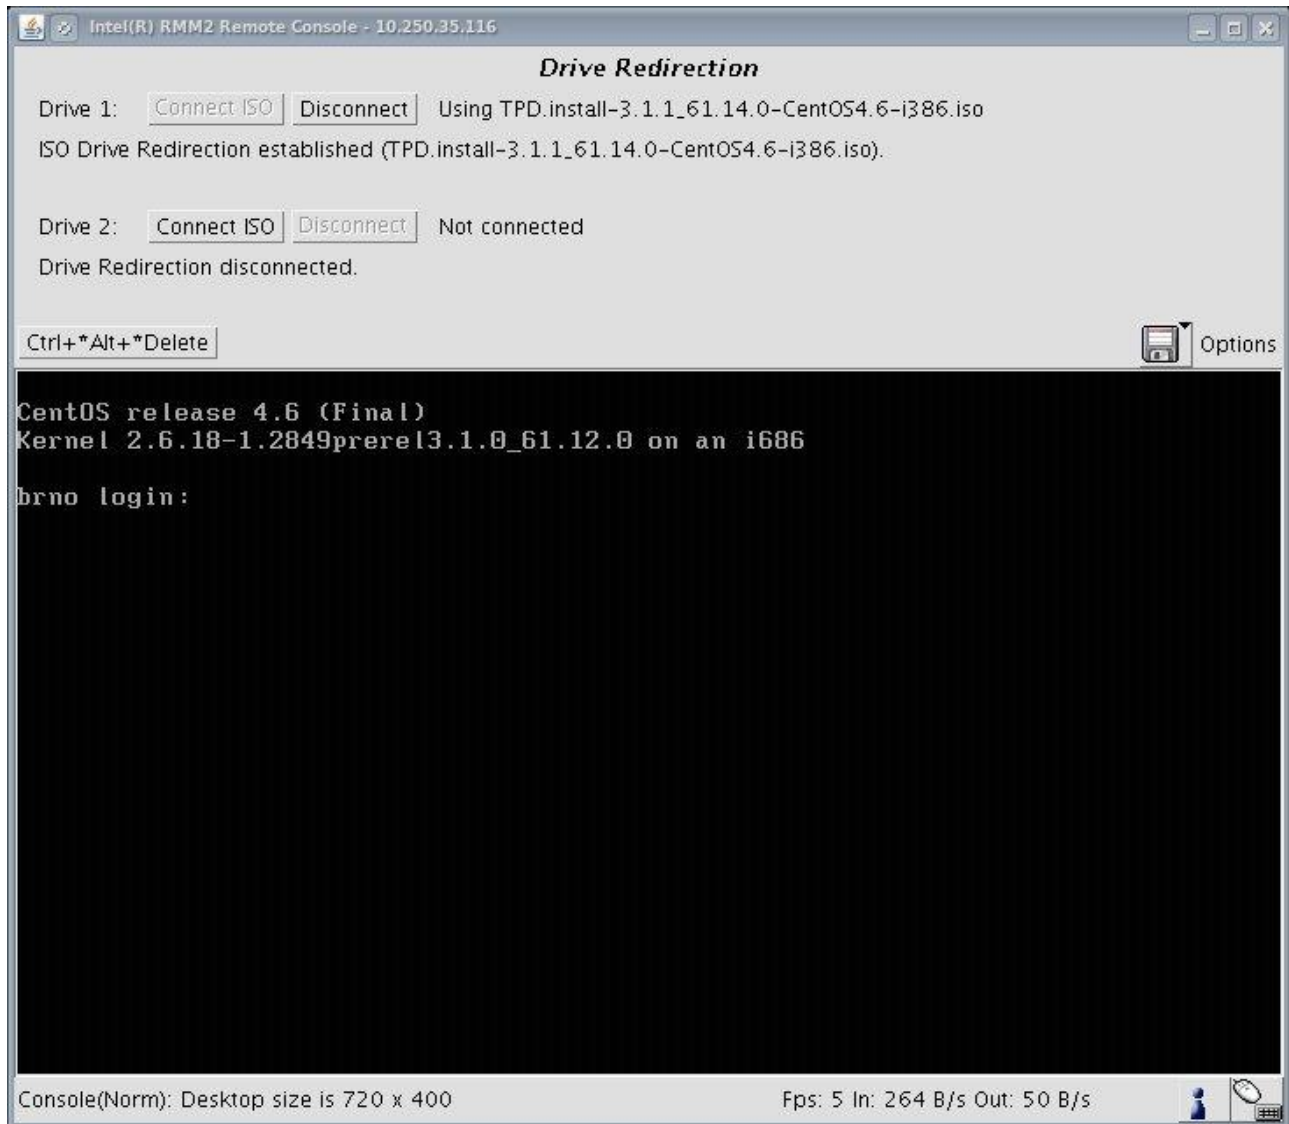 Intel(R) RMM2 Remote Console - 10.250.35.116
Drive Redirection
Drive 1: Connect ISO Disconnect Using TPD.install-3.1.1_61.14.0-CentOS4.6-i386.iso
ISO Drive Redirection established (TPD.install-3.1.1_61.14.0-CentOS4.6-i386.iso).
Drive 2: Connect ISO Disconnect Not connected
Drive Redirection disconnected.
Ctrl+*Alt+*Delete Options
CentOS release 4.6 (Final)
Kernel 2.6.18-1.2849prerel3.1.0_61.12.0 on an i686
brno login:
Console(Norm): Desktop size is 720 x 400 Fps: 5 In: 264 B/s Out: 50 B/s